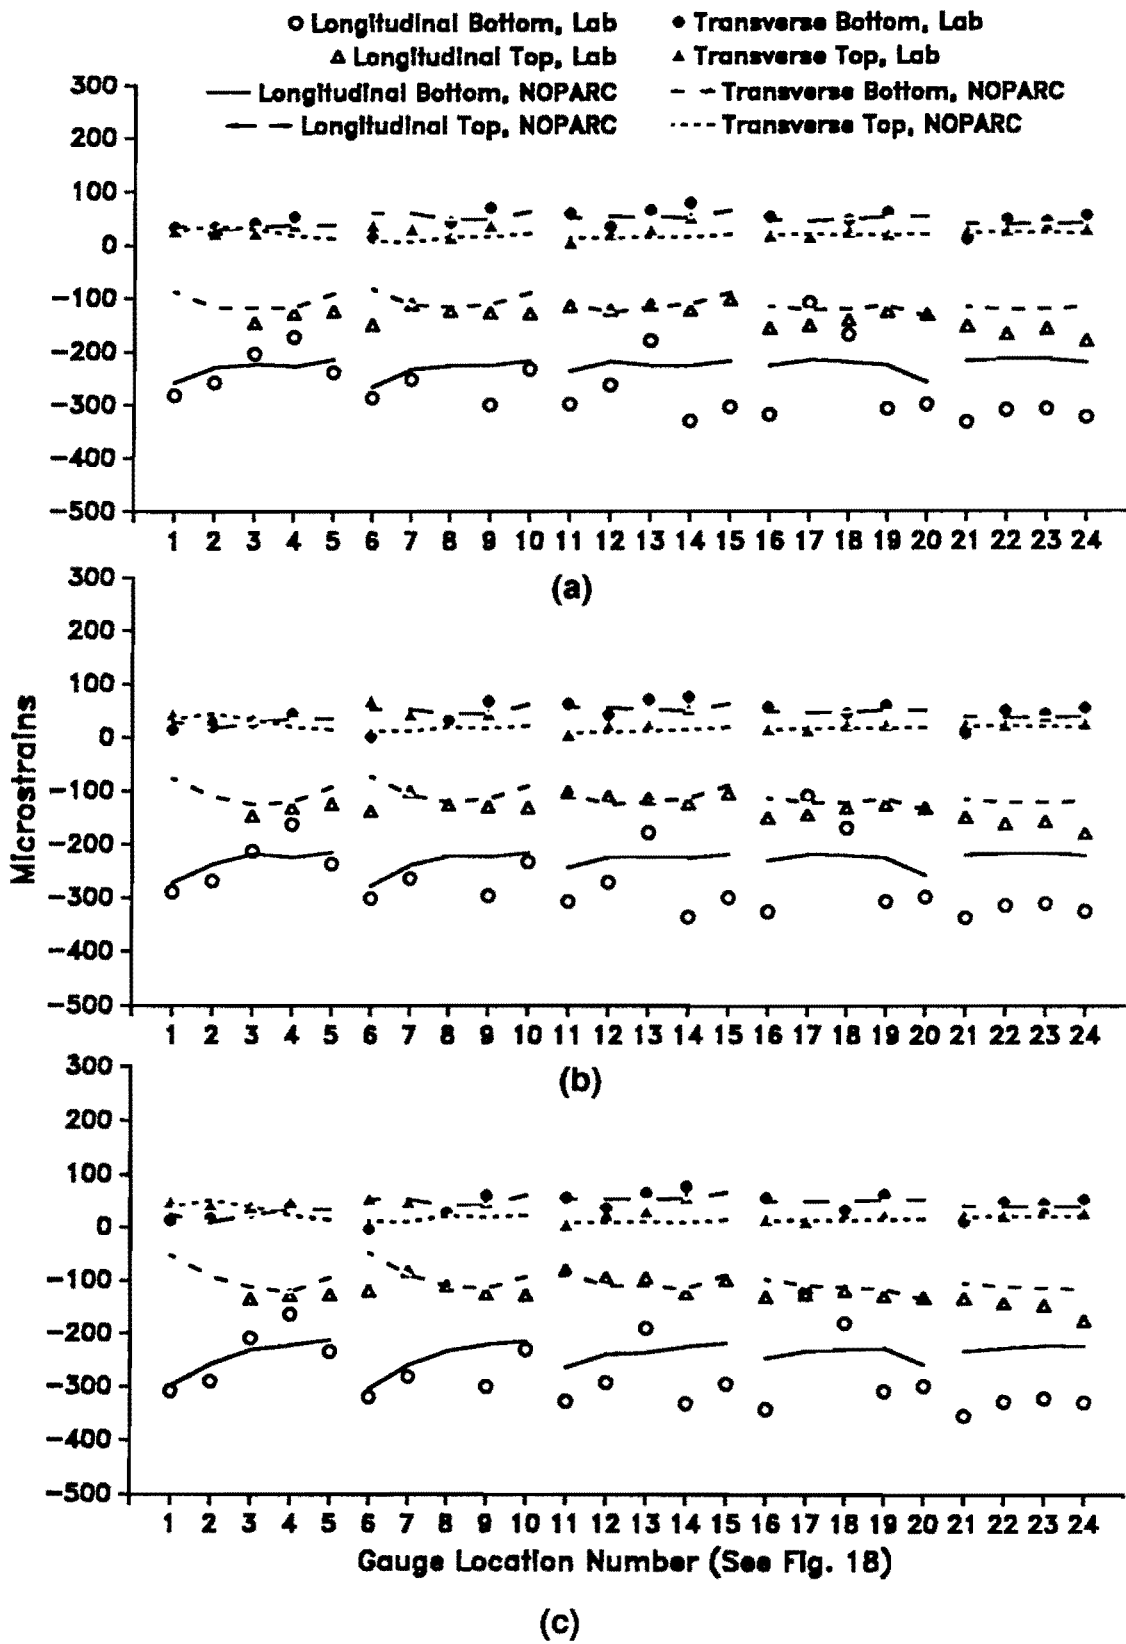 Longitudinal Bottom, Lab
Transverse Bottom, Lab
Longitudinal Top, Lab
Transverse Top, Lab
Longitudinal Bottom, NOPARC
Transverse Bottom, NOPARC
Longitudinal Top, NOPARC
Transverse Top, NOPARC
300
200
100
0
-100
-200
-300
-400
-500
1 2 3 4 5 6 7 8 9 10 11 12 13 14 15 16 17 18 19 20 21 22 23 24
(a)
Microstrains
300
200
100
0
-100
-200
-300
-400
-500
1 2 3 4 5 6 7 8 9 10 11 12 13 14 15 16 17 18 19 20 21 22 23 24
(b)
300
200
100
0
-100
-200
-300
-400
-500
1 2 3 4 5 6 7 8 9 10 11 12 13 14 15 16 17 18 19 20 21 22 23 24
Gauge Location Number (See Fig. 18)
(c)